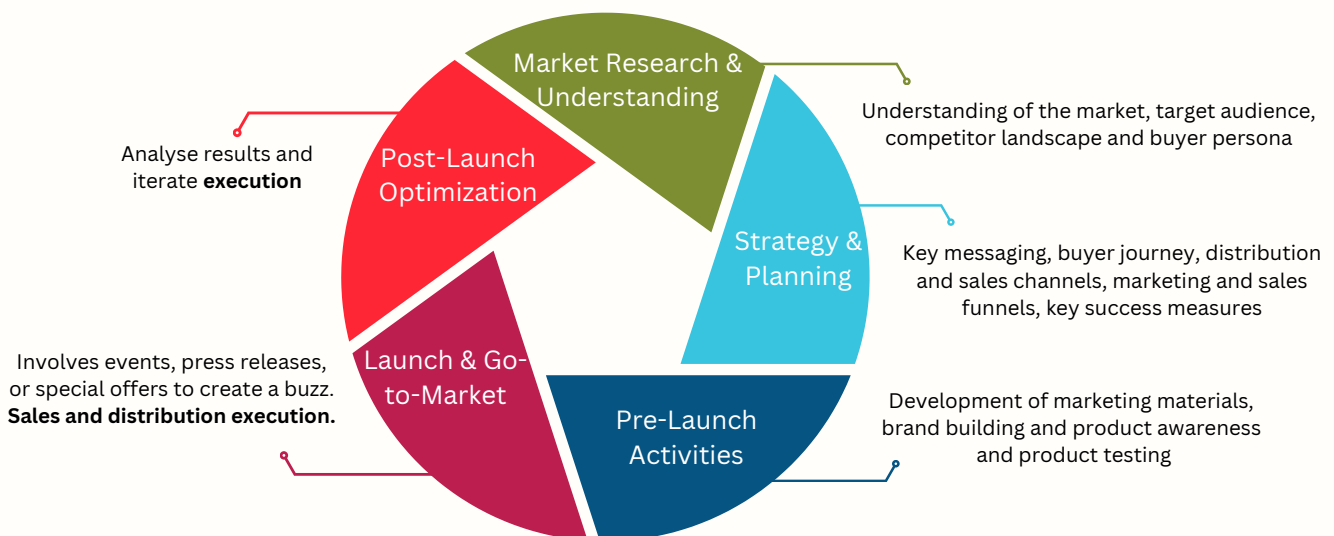 Market Research &
Understanding
Understanding of the market, target audience,
competitor landscape and buyer persona
Strategy &
Planning
Key messaging, buyer journey, distribution
and sales channels, marketing and sales
funnels, key success measures
Pre-Launch
Activities
Development of marketing materials,
brand building and product awareness
and product testing
Launch & Go-
to-Market
Involves events, press releases,
or special offers to create a buzz.
Sales and distribution execution.
Post-Launch
Optimization
Analyse results and
iterate execution